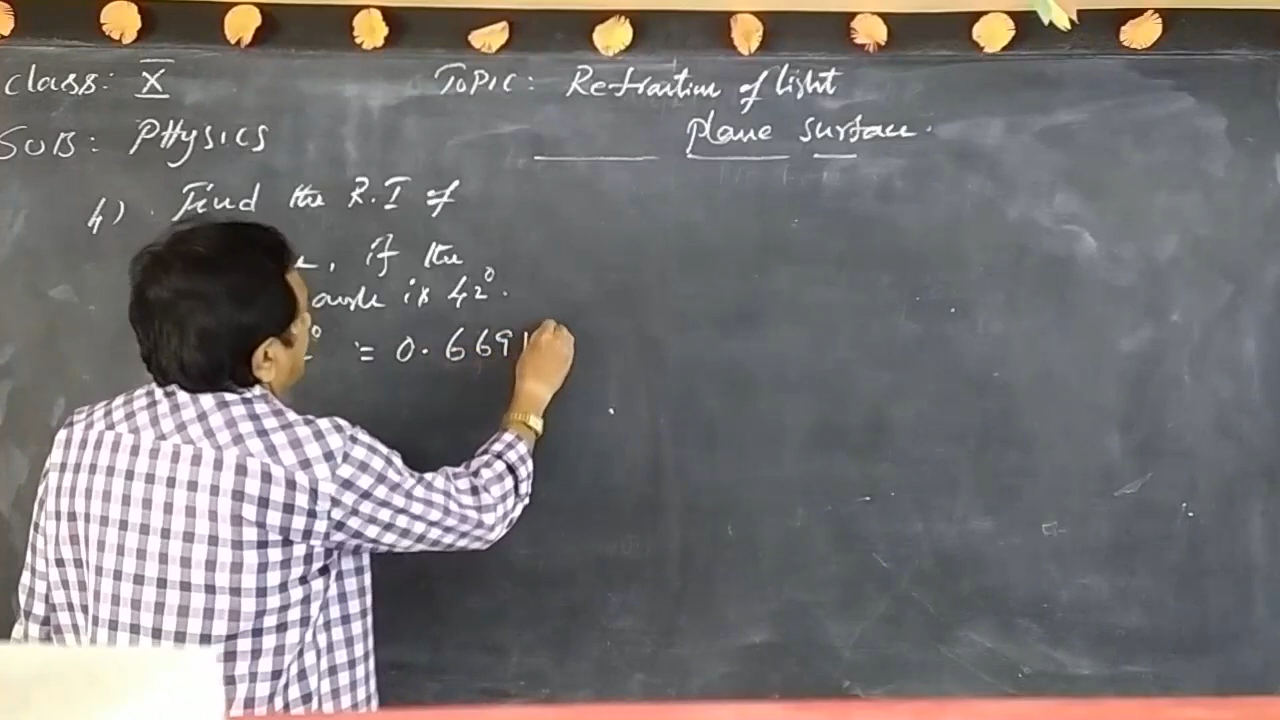 class: X
TOPIC: Refraction of light
SUB: PHysics
plane surface.
4). Find the R.I of
, if the
angle is 42°.
° = 0.6691